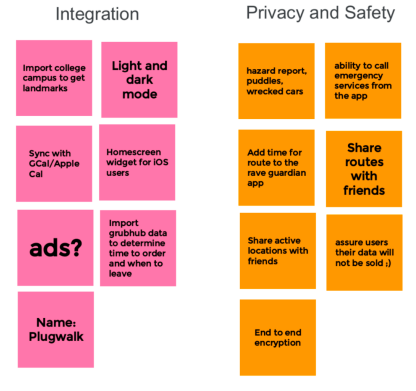 Integration
Privacy and Safety
Import college
campus to get
landmarks
Light and
dark
mode
Sync with
GCal/Apple
Cal
Homescreen
widget for iOS
users
ads?
Import
grubhub data
to determine
time to order
and when to
leave
Name:
Plugwalk
hazard report,
puddles,
wrecked cars
ability to call
emergency
services from
the app
Add time for
route to the
rave guardian
app
Share
routes
with
friends
Share active
locations with
friends
assure users
their data will
not be sold ;)
End to end
encryption